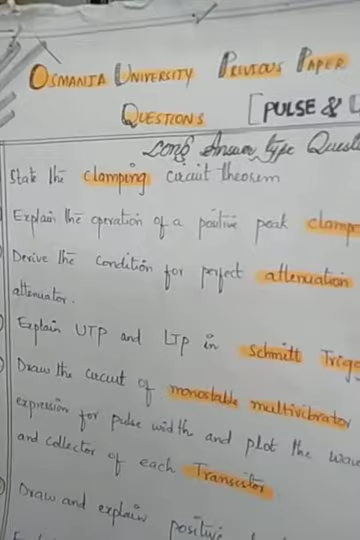 OSMANIA UNIVERSITY PREVIOUS PAPER
QUESTIONS [PULSE &
Long Answer type Quest
State the clamping circuit theorem
Explain the operation of a positive peak clamp
Derive the condition for perfect attenuation
attenuator.
Explain UTP and LTP in Schmitt Trigg
Draw the circuit of monostable multivibrator
expression for pulse width and plot the wav
and collector of each Transistor
Draw and explain positive